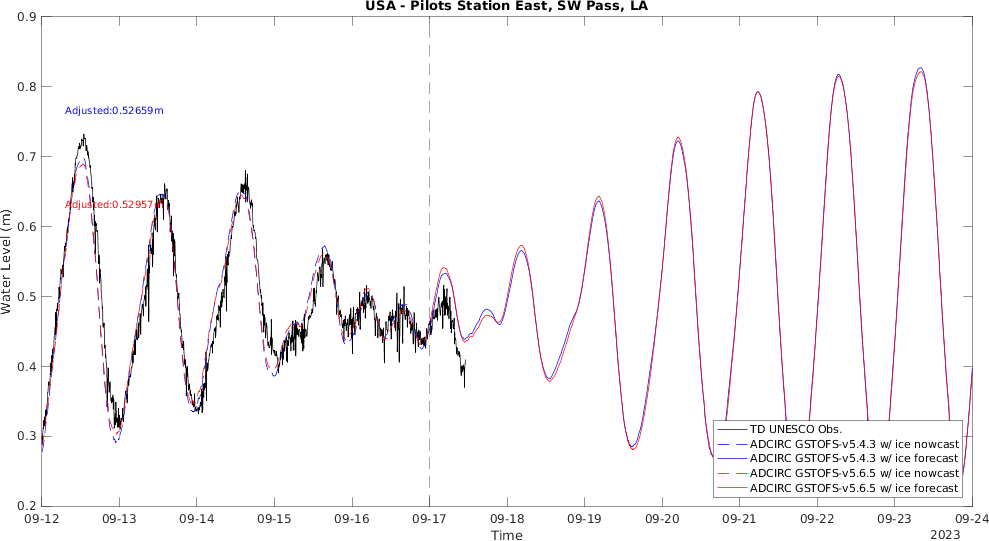 USA - Pilots Station East, SW Pass, LA
0.9
0.8
0.7
0.6
0.5
0.4
0.3
0.2
Water Level (m)
Adjusted:0.52659m
Adjusted:0.52957m
TD UNESCO Obs.
ADCIRC GSTOFS-v5.4.3 w/ ice nowcast
ADCIRC GSTOFS-v5.4.3 w/ ice forecast
ADCIRC GSTOFS-v5.6.5 w/ ice nowcast
ADCIRC GSTOFS-v5.6.5 w/ ice forecast
09-12 09-13 09-14 09-15 09-16 09-17 09-18 09-19 09-20 09-21 09-22 09-23 09-24
Time
2023